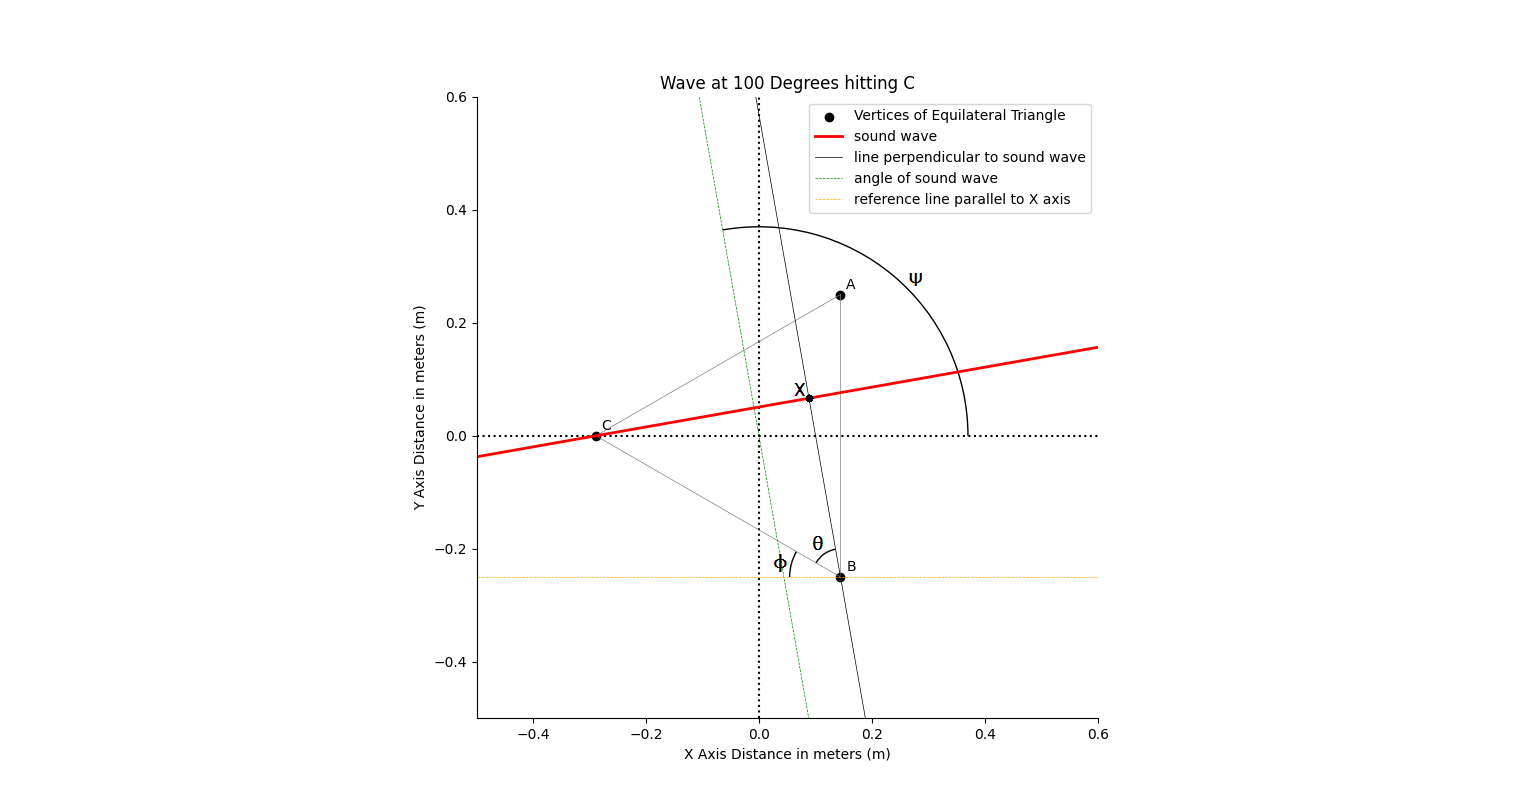 Wave at 100 Degrees hitting C
Vertices of Equilateral Triangle
sound wave
line perpendicular to sound wave
angle of sound wave
reference line parallel to X axis
0.6
0.4
0.2
0.0
−0.2
−0.4
Y Axis Distance in meters (m)
ψ
A
X
C
θ
ϕ
B
−0.4
−0.2
0.0
0.2
0.4
0.6
X Axis Distance in meters (m)